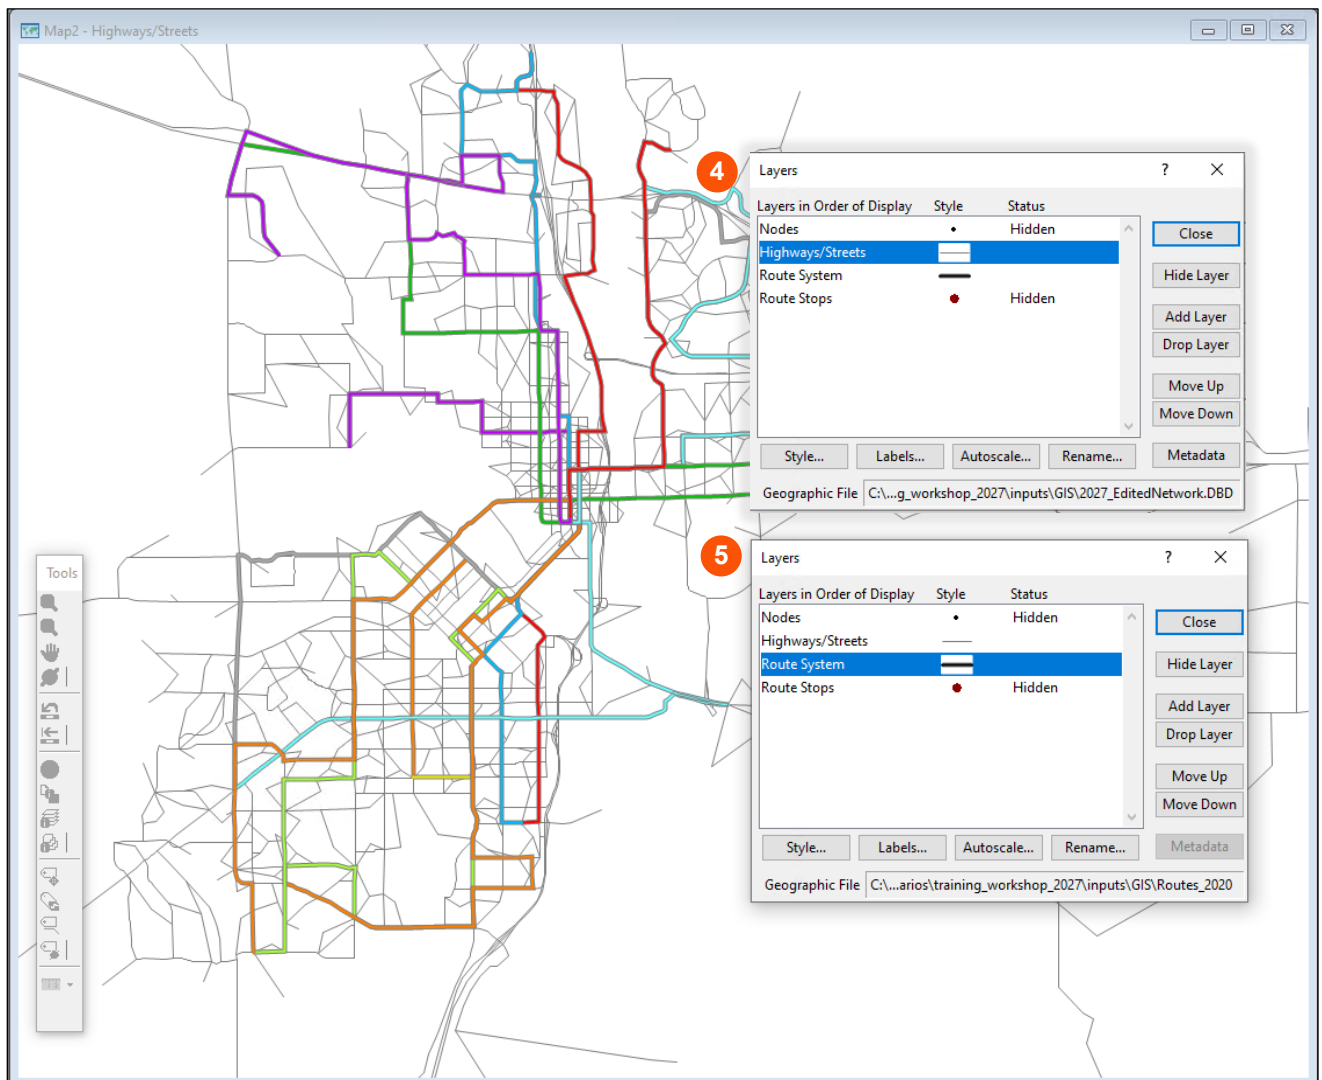 Map2 - Highways/Streets
4
Layers
?
Layers in Order of Display Style Status
Nodes Hidden
Highways/Streets
Route System
Route Stops Hidden
Close
Hide Layer
Add Layer
Drop Layer
Move Up
Move Down
Metadata
Style... Labels... Autoscale... Rename...
Geographic File C:\...g_workshop_2027\inputs\GIS\2027_EditedNetwork.DBD
5
Layers
?
Layers in Order of Display Style Status
Nodes Hidden
Highways/Streets
Route System
Route Stops Hidden
Close
Hide Layer
Add Layer
Drop Layer
Move Up
Move Down
Metadata
Style... Labels... Autoscale... Rename...
Geographic File C:\...arios\training_workshop_2027\inputs\GIS\Routes_2020
Tools